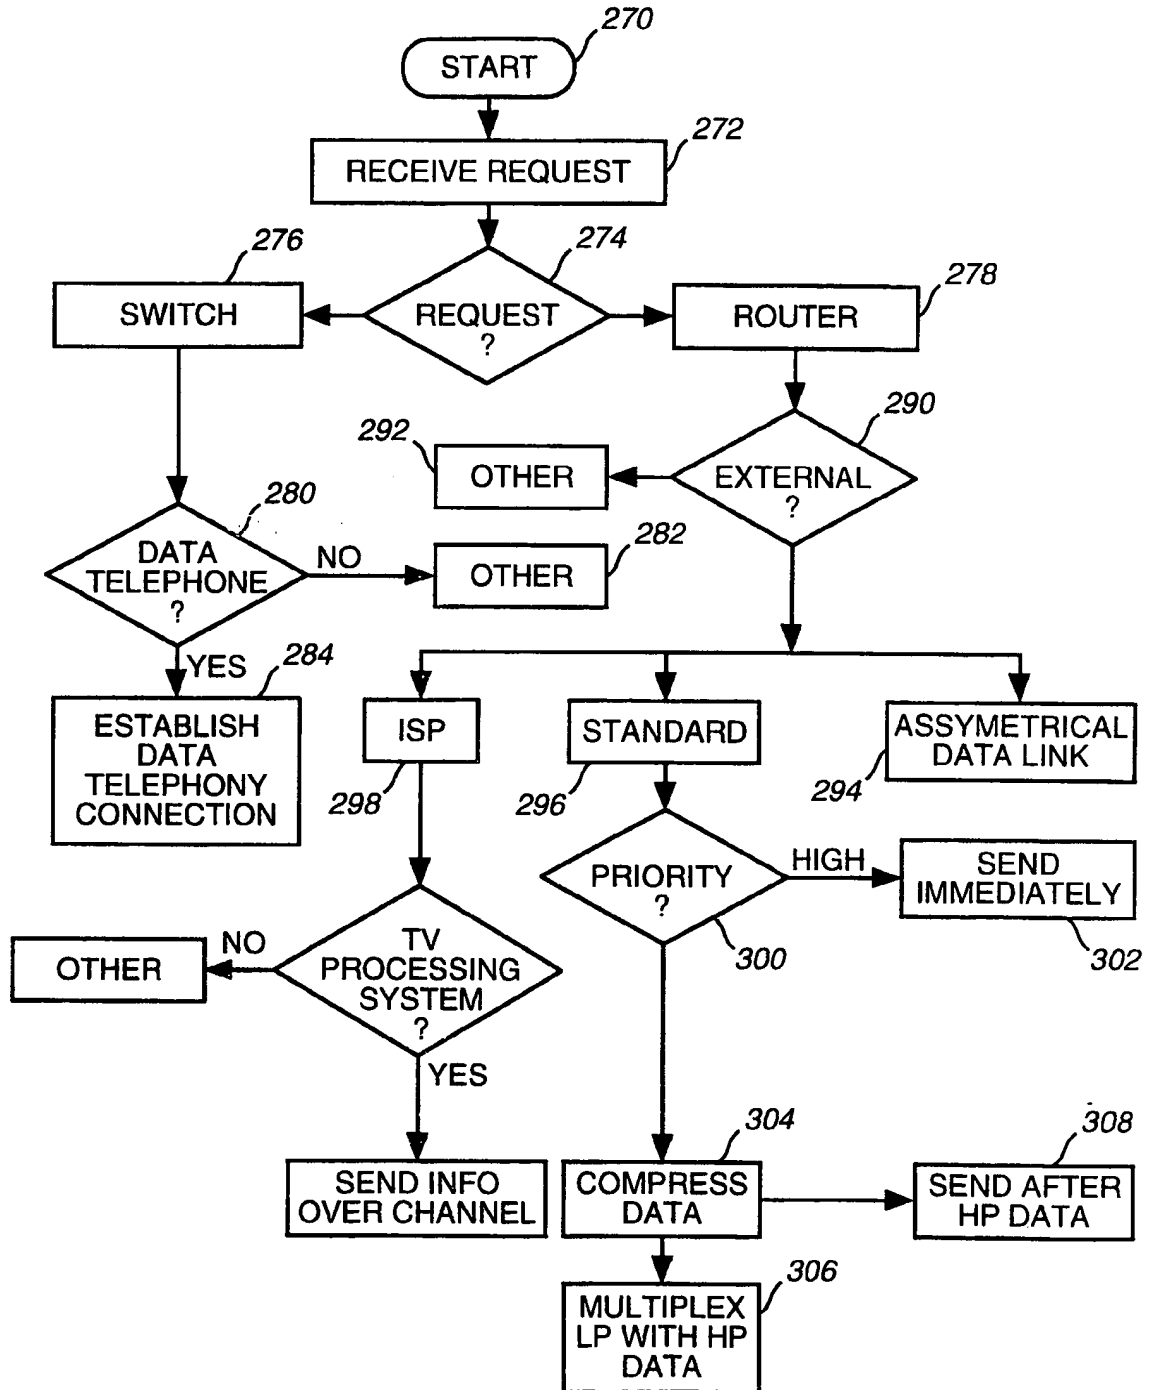 270
START
272
RECEIVE REQUEST
276
274
278
SWITCH
REQUEST
?
ROUTER
290
292
OTHER
EXTERNAL
?
280
282
DATA
TELEPHONE
?
NO
OTHER
YES
284
ESTABLISH
DATA
TELEPHONY
CONNECTION
ISP
298
STANDARD
296
ASSYMETRICAL
DATA LINK
294
PRIORITY
?
HIGH
300
SEND
IMMEDIATELY
302
OTHER
NO
TV
PROCESSING
SYSTEM
?
YES
304
308
SEND INFO
OVER CHANNEL
COMPRESS
DATA
SEND AFTER
HP DATA
306
MULTIPLEX
LP WITH HP
DATA